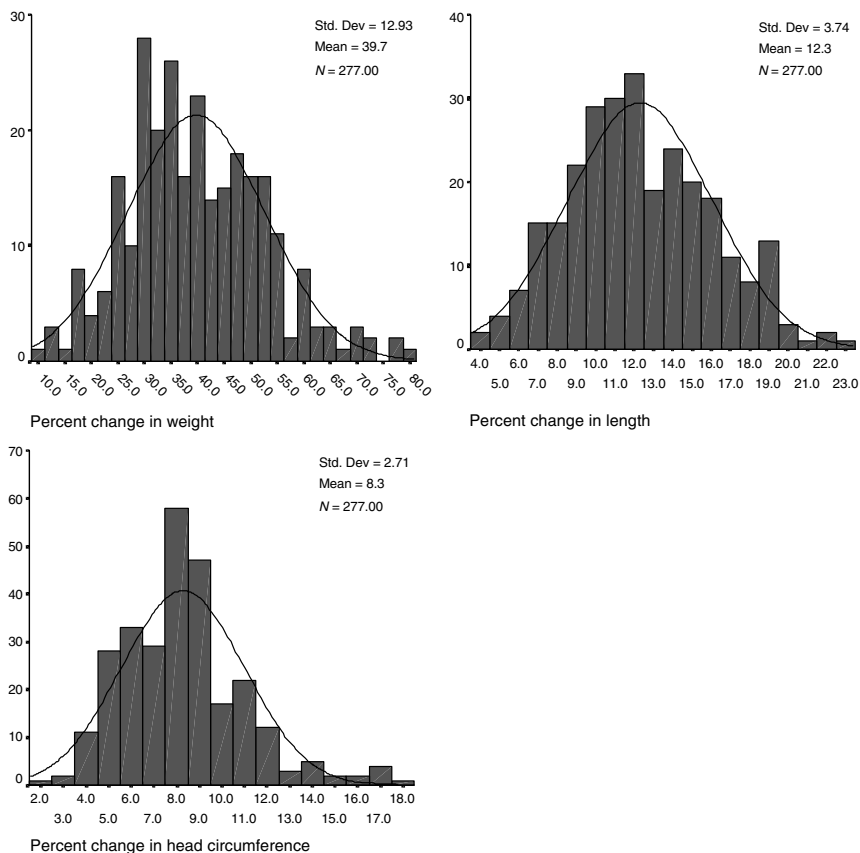 30
20
10
0
Std. Dev = 12.93
Mean = 39.7
N = 277.00
10.0 15.0 20.0 25.0 30.0 35.0 40.0 45.0 50.0 55.0 60.0 65.0 70.0 75.0 80.0
Percent change in weight
40
30
20
10
0
Std. Dev = 3.74
Mean = 12.3
N = 277.00
4.0 6.0 8.0 10.0 12.0 14.0 16.0 18.0 20.0 22.0
5.0 7.0 9.0 11.0 13.0 15.0 17.0 19.0 21.0 23.0
Percent change in length
70
60
50
40
30
20
10
0
Std. Dev = 2.71
Mean = 8.3
N = 277.00
2.0 4.0 6.0 8.0 10.0 12.0 14.0 16.0 18.0
3.0 5.0 7.0 9.0 11.0 13.0 15.0 17.0
Percent change in head circumference